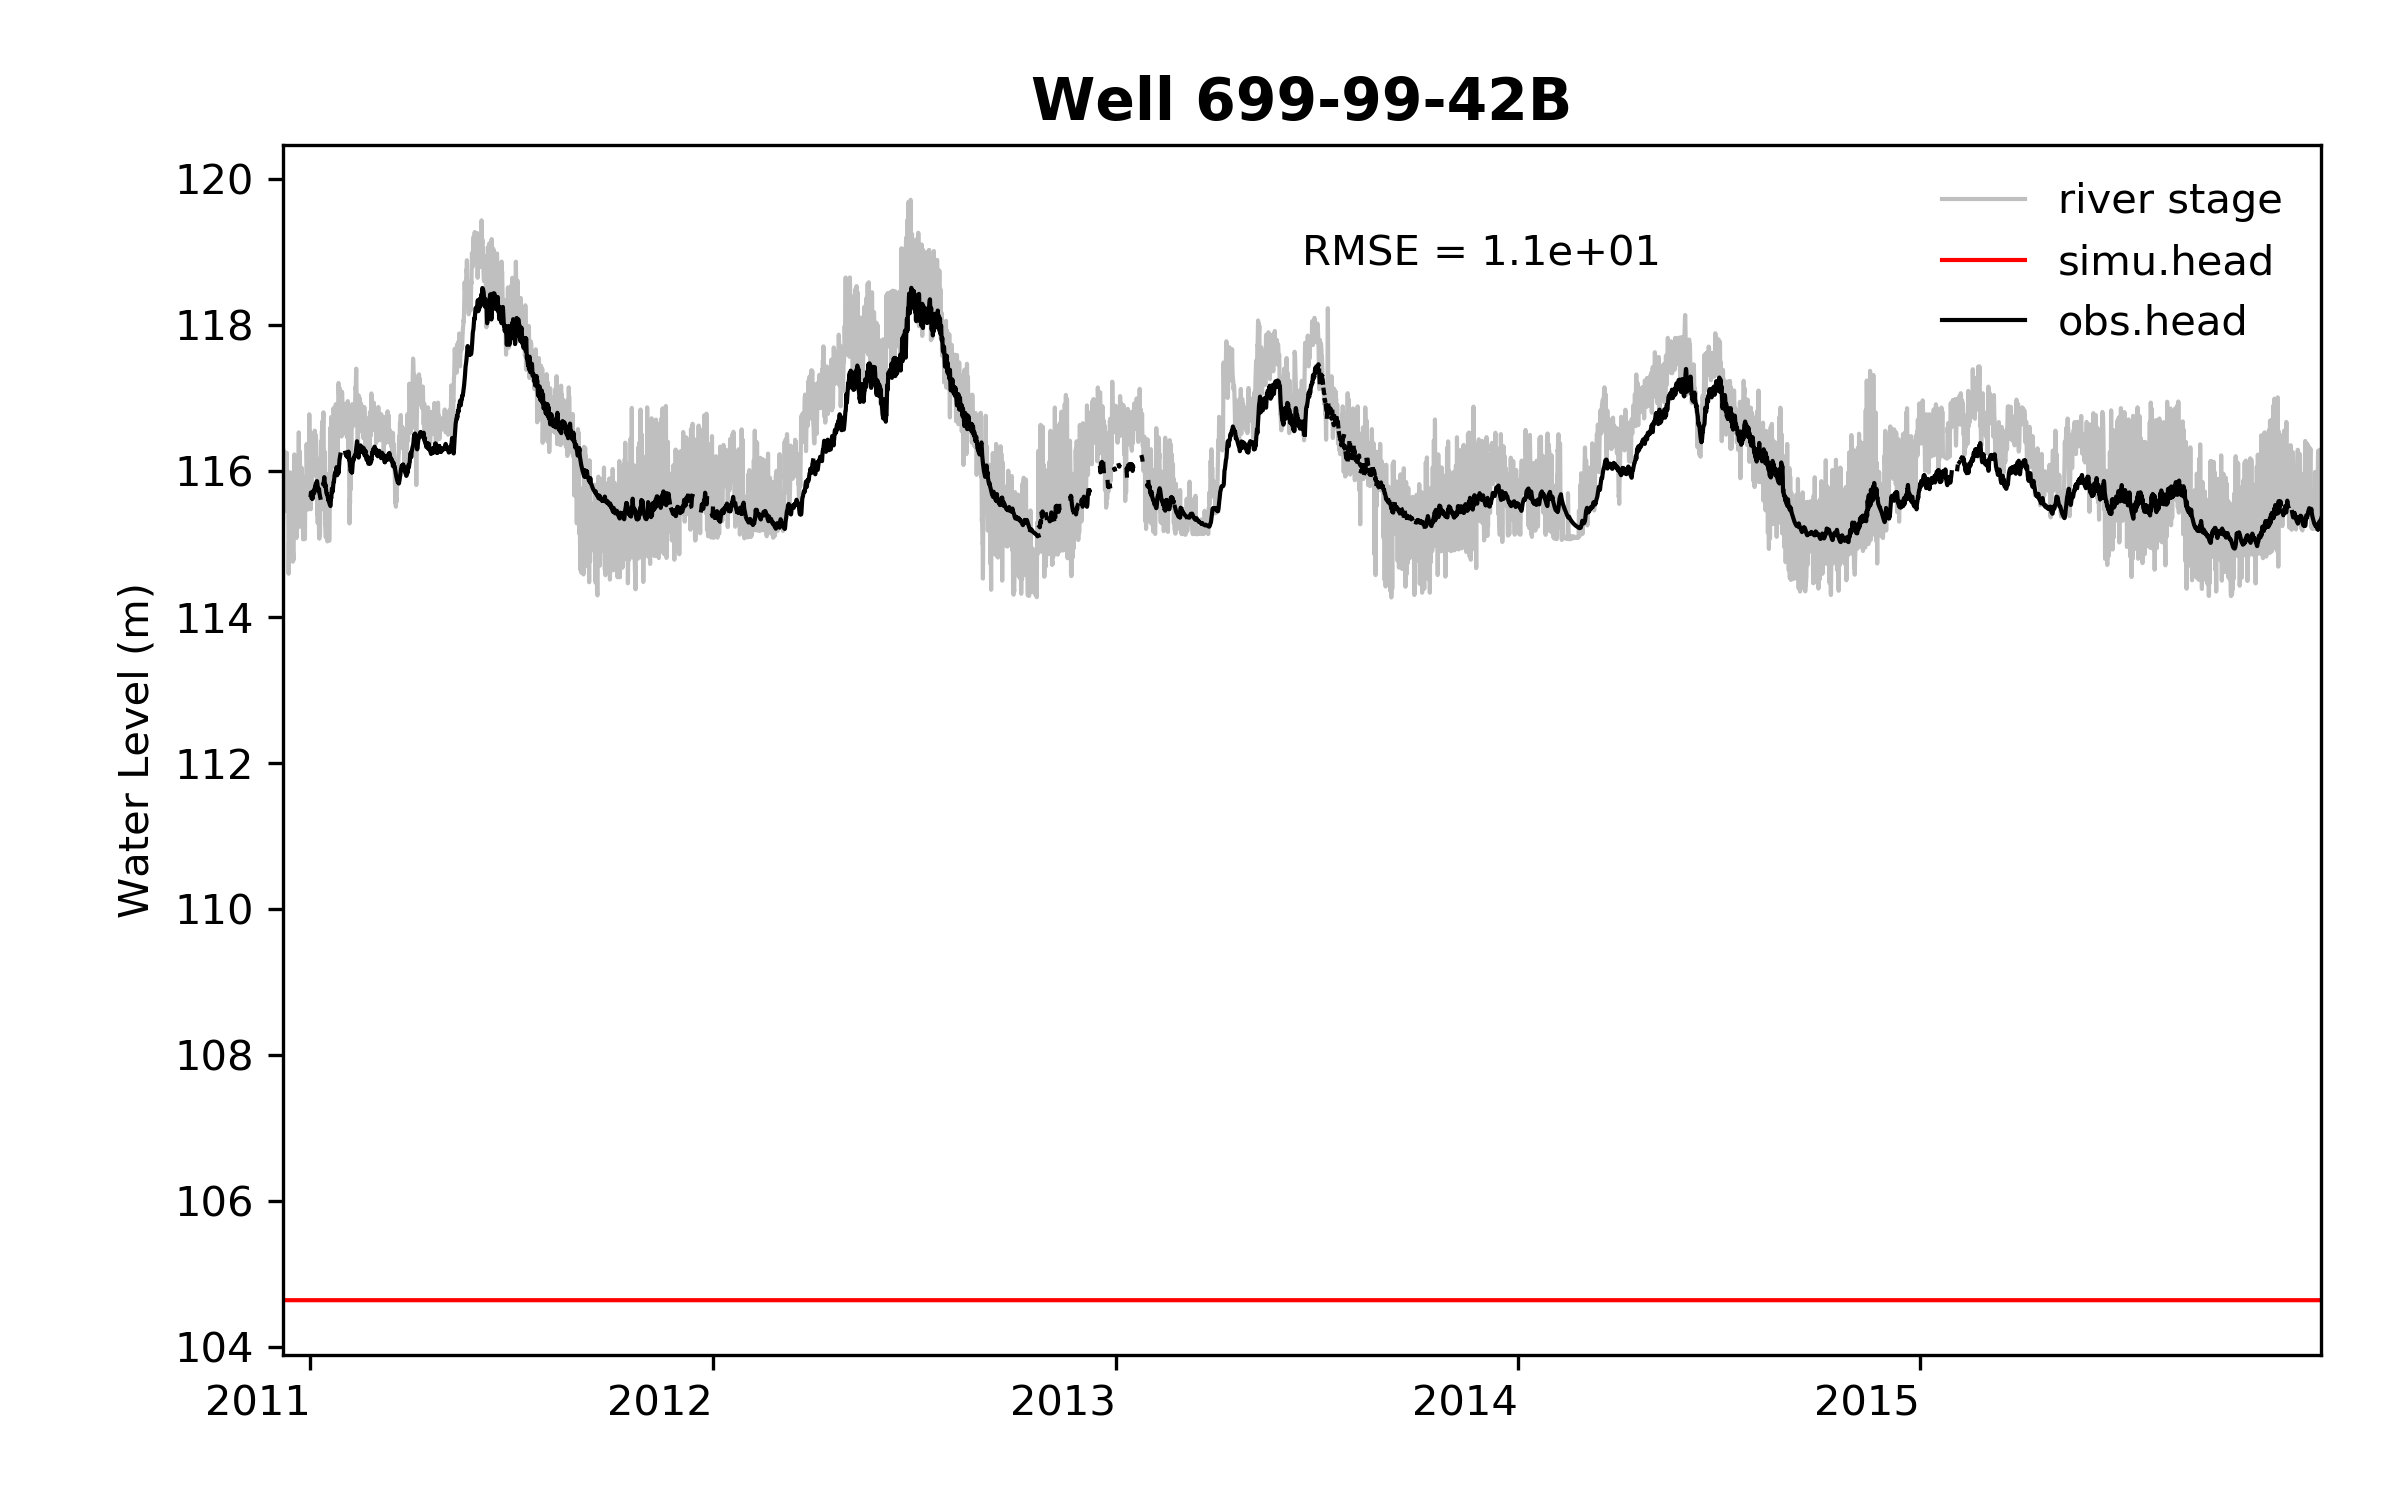 Well 699-99-42B
120
118
116
114
112
110
108
106
104
Water Level (m)
RMSE = 1.1e+01
river stage
simu.head
obs.head
2011
2012
2013
2014
2015